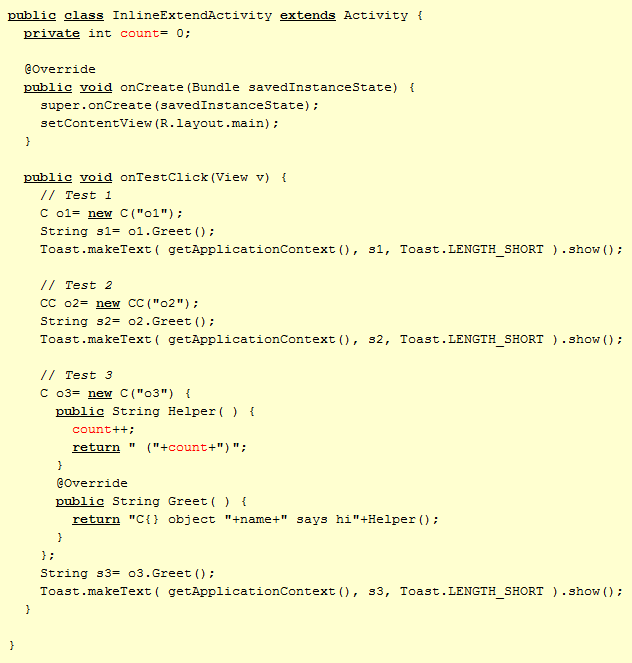 public class InlineExtendActivity extends Activity {
private int count= 0;
@Override
public void onCreate(Bundle savedInstanceState) {
super.onCreate(savedInstanceState);
setContentView(R.layout.main);
}
public void onTestClick(View v) {
// Test 1
C o1= new C("o1");
String s1= o1.Greet();
Toast.makeText( getApplicationContext(), s1, Toast.LENGTH_SHORT ).show();
// Test 2
CC o2= new CC("o2");
String s2= o2.Greet();
Toast.makeText( getApplicationContext(), s2, Toast.LENGTH_SHORT ).show();
// Test 3
C o3= new C("o3") {
public String Helper( ) {
count++;
return " ("+count+")";
}
@Override
public String Greet( ) {
return "C{} object "+name+" says hi"+Helper();
}
};
String s3= o3.Greet();
Toast.makeText( getApplicationContext(), s3, Toast.LENGTH_SHORT ).show();
}
}